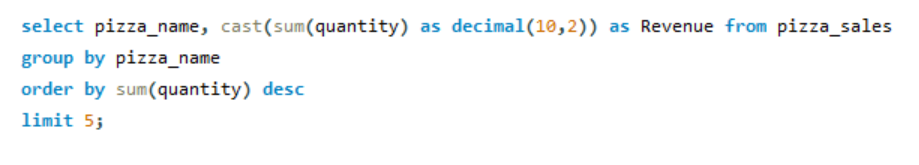 select pizza_name, cast(sum(quantity) as decimal(10,2)) as Revenue from pizza_sales
group by pizza_name
order by sum(quantity) desc
limit 5;